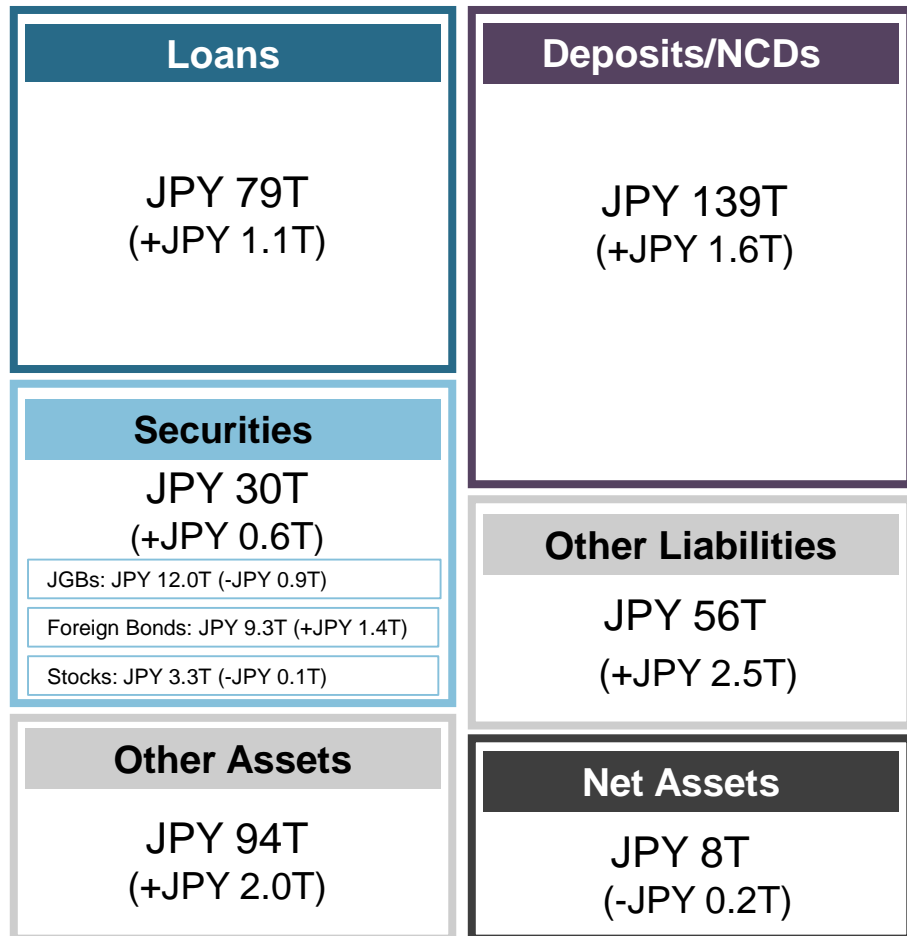 Loans
JPY 79T
(+JPY 1.1T)
Securities
JPY 30T
(+JPY 0.6T)
JGBs: JPY 12.0T (-JPY 0.9T)
Foreign Bonds: JPY 9.3T (+JPY 1.4T)
Stocks: JPY 3.3T (-JPY 0.1T)
Other Assets
JPY 94T
(+JPY 2.0T)
Deposits/NCDs
JPY 139T
(+JPY 1.6T)
Other Liabilities
JPY 56T
(+JPY 2.5T)
Net Assets
JPY 8T
(-JPY 0.2T)